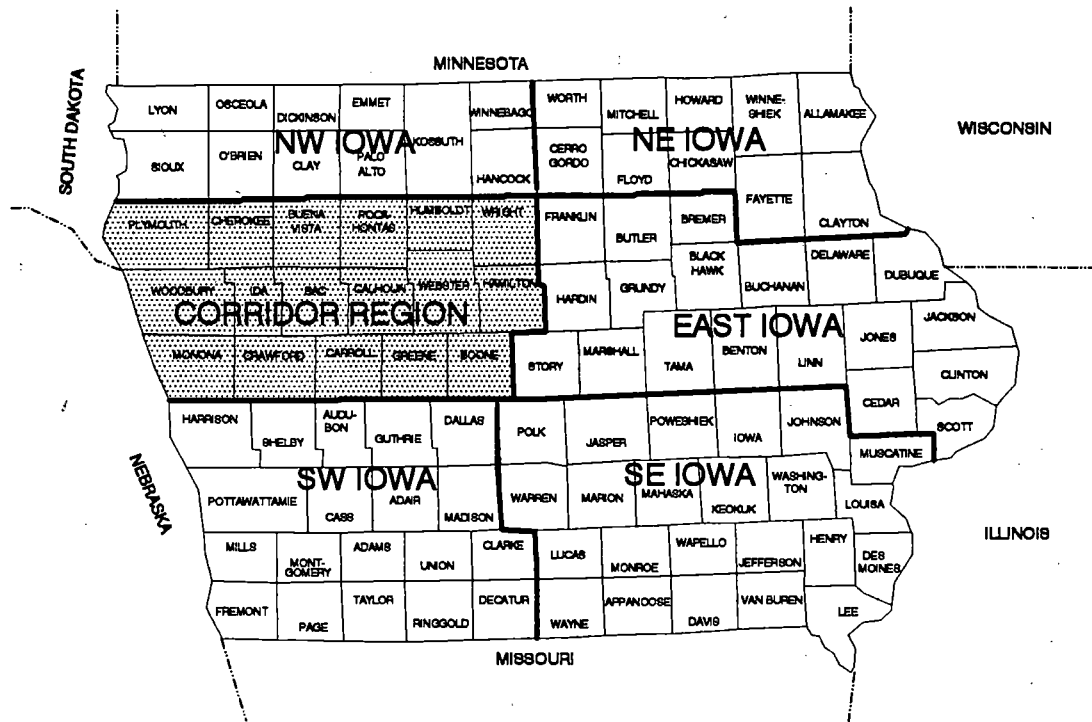 MINNESOTA
SOUTH DAKOTA
WISCONSIN
NEBRASKA
ILLINOIS
MISSOURI
NW IOWA
LYON
OSCEOLA
DICKINSON
EMMET
KOSSUTH
WINNEBAGO
SIOUX
O'BRIEN
CLAY
PALO
ALTO
HANCOCK
NE IOWA
WORTH
MITCHELL
HOWARD
WINNE-
SHIEK
ALLAMAKEE
CERRO
GORDO
FLOYD
CHICKASAW
FAYETTE
CLAYTON
CORRIDOR REGION
PLYMOUTH
CHEROKEE
BUENA
VISTA
POCA-
HONTAS
HUMBOLDT
WRIGHT
WOODBURY
IDA
SAC
CALHOUN
WEBSTER
HAMILTON
MONONA
CRAWFORD
CARROLL
GREENE
BOONE
EAST IOWA
FRANKLIN
BUTLER
BREMER
BLACK
HAWK
HARDIN
GRUNDY
BUCHANAN
DELAWARE
DUBUQUE
STORY
MARSHALL
TAMA
BENTON
LINN
JONES
JACKSON
CLINTON
CEDAR
SCOTT
SW IOWA
HARRISON
SHELBY
AUDU-
BON
GUTHRIE
DALLAS
POTTAWATTAMIE
CASS
ADAIR
MADISON
MILLS
MONT-
GOMERY
ADAMS
UNION
CLARKE
FREMONT
PAGE
TAYLOR
RINGGOLD
DECATUR
SE IOWA
POLK
JASPER
POWESHIEK
IOWA
JOHNSON
MUSCATINE
WARREN
MARION
MAHASKA
KEOKUK
WASHING-
TON
LOUISA
LUCAS
MONROE
WAPELLO
JEFFERSON
HENRY
DES
MOINES
WAYNE
APPANOOSE
DAVIS
VAN BUREN
LEE